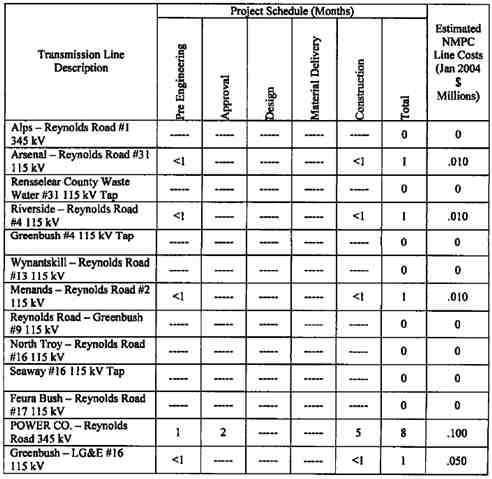 Project Schedule (Months)
Transmission Line
Description
Pre Engineering
Approval
Design
Material Delivery
Construction
Total
Estimated
NMPC
Line Costs
(Jan 2004
$
Millions)
Alps – Reynolds Road #1
345 kV
----- ----- ----- ----- ----- 0 0
Arsenal – Reynolds Road #31
115 kV
<1 ----- ----- ----- <1 1 .010
Rensselear County Waste
Water #31 115 kV Tap
----- ----- ----- ----- ----- 0 0
Riverside – Reynolds Road
#4 115 kV
<1 ----- ----- ----- <1 1 .010
Greenbush #4 115 kV Tap
----- ----- ----- ----- ----- 0 0
Wynantskill – Reynolds Road
#13 115 kV
----- ----- ----- ----- ----- 0 0
Menands – Reynolds Road #2
115 kV
<1 ----- ----- ----- <1 1 .010
Reynolds Road – Greenbush
#9 115 kV
----- ----- ----- ----- ----- 0 0
North Troy – Reynolds Road
#16 115 kV
----- ----- ----- ----- ----- 0 0
Seaway #16 115 kV Tap
----- ----- ----- ----- ----- 0 0
Feura Bush – Reynolds Road
#17 115 kV
----- ----- ----- ----- ----- 0 0
POWER CO. – Reynolds
Road 345 kV
1 2 ----- ----- 5 8 .100
Greenbush – LG&E #16
115 kV
<1 ----- ----- ----- <1 1 .050